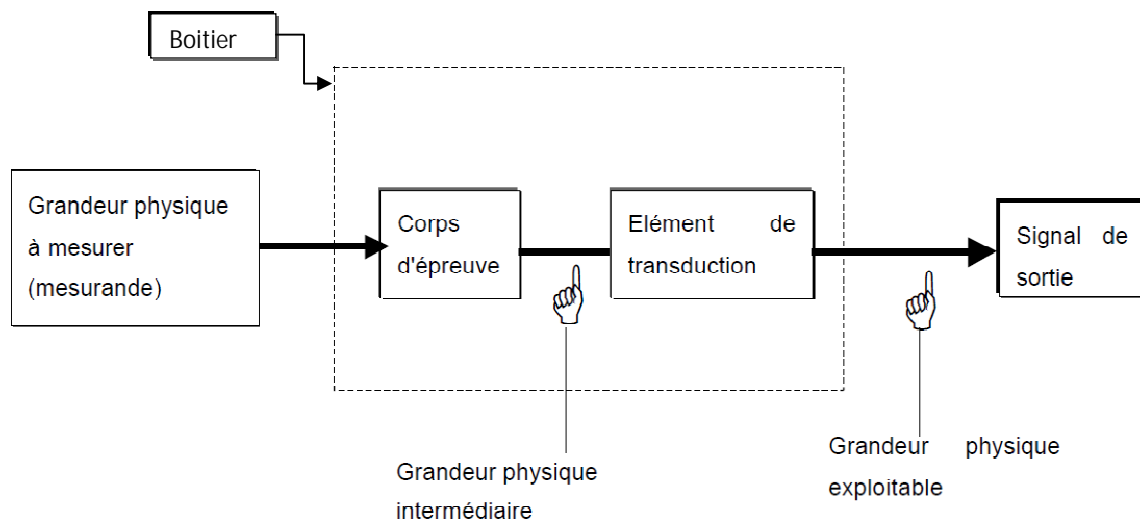 Boitier
Grandeur physique
à mesurer
(mesurande)
Corps
d'épreuve
Elément de
transduction
Signal de
sortie
Grandeur physique
intermédiaire
Grandeur physique
exploitable